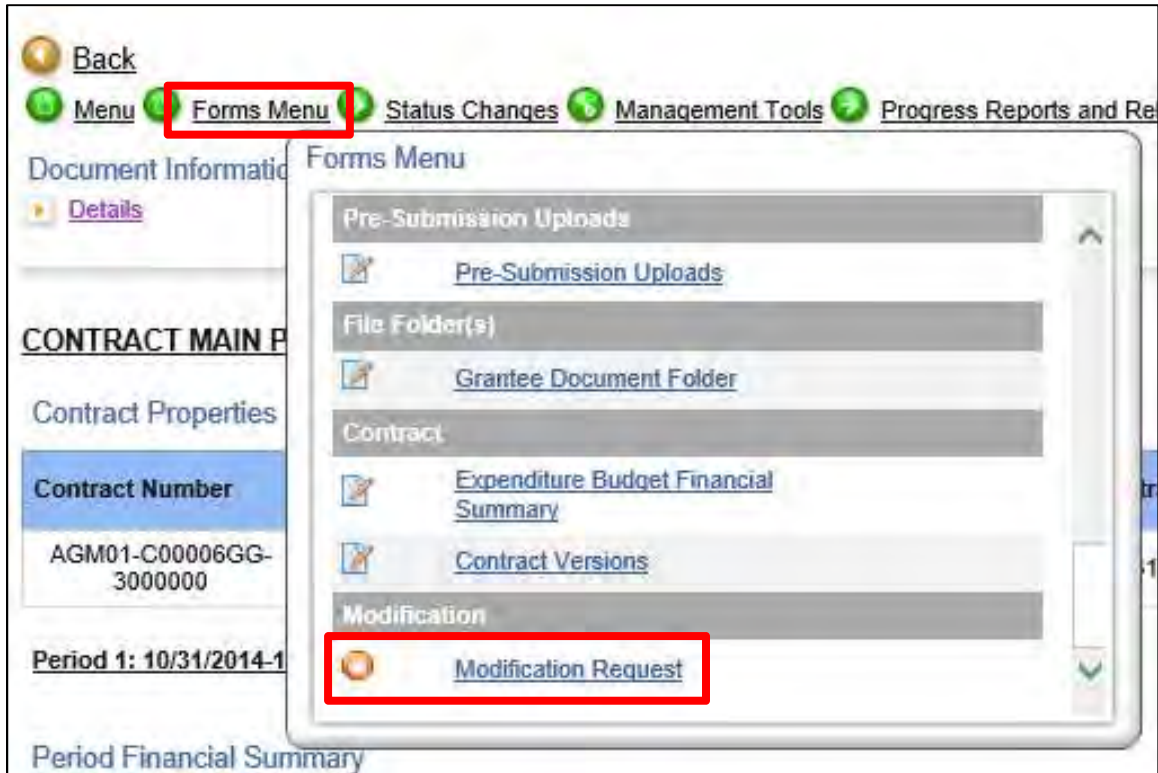 Back
Menu Forms Menu Status Changes Management Tools Progress Reports and Re
Document Informatio
Details
Forms Menu
Pre-Submission Uploads
Pre-Submission Uploads
File Folder(s)
Grantee Document Folder
Contract
Expenditure Budget Financial
Summary
Contract Versions
Modification
Modification Request
CONTRACT MAIN P
Contract Properties
Contract Number
AGM01-C00006GG-
3000000
Period 1: 10/31/2014-1
Period Financial Summary